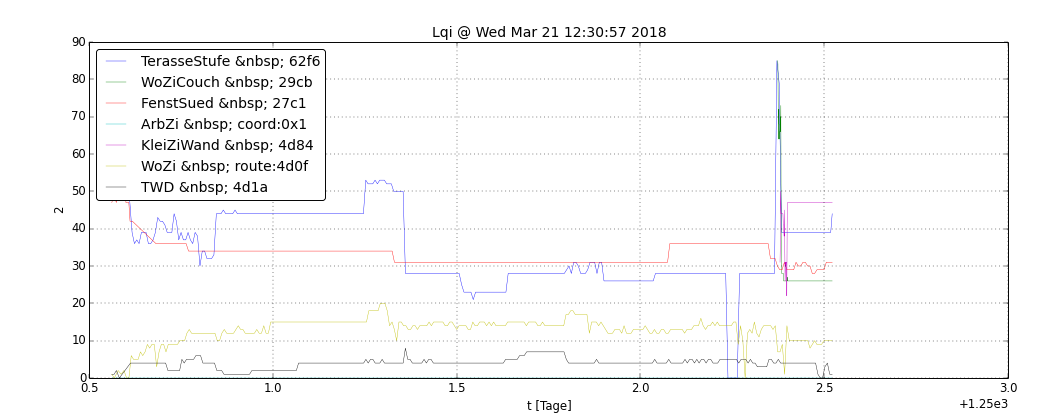 Lqi @ Wed Mar 21 12:30:57 2018
90
80
70
60
50
40
30
20
10
0
2
TerasseStufe &nbsp; 62f6
WoZiCouch &nbsp; 29cb
FenstSued &nbsp; 27c1
ArbZi &nbsp; coord:0x1
KleiZiWand &nbsp; 4d84
WoZi &nbsp; route:4d0f
TWD &nbsp; 4d1a
0.5 1.0 1.5 2.0 2.5 3.0
t [Tage]
+1.25e3